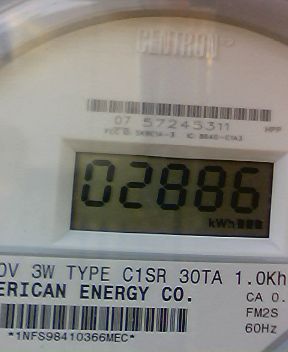 CENTRON
07 57245311
02886
kWh
0V 3W TYPE C1SR 30TA 1.0Kh
ERICAN ENERGY CO.
CA 0.
FM2S
60Hz
*1NFS98410366MEC*